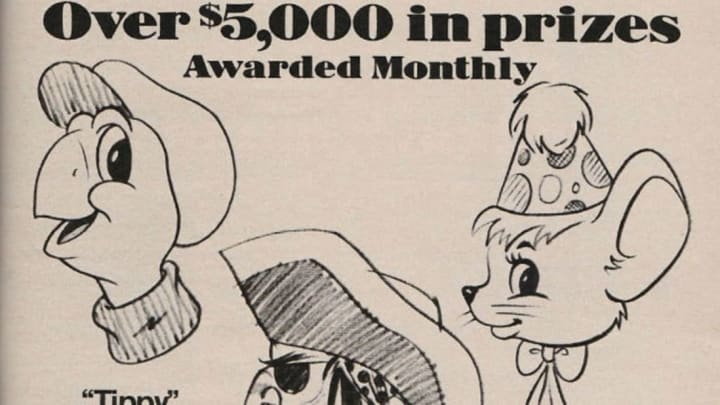 Over $5,000 in prizes
Awarded Monthly
“Tippy”